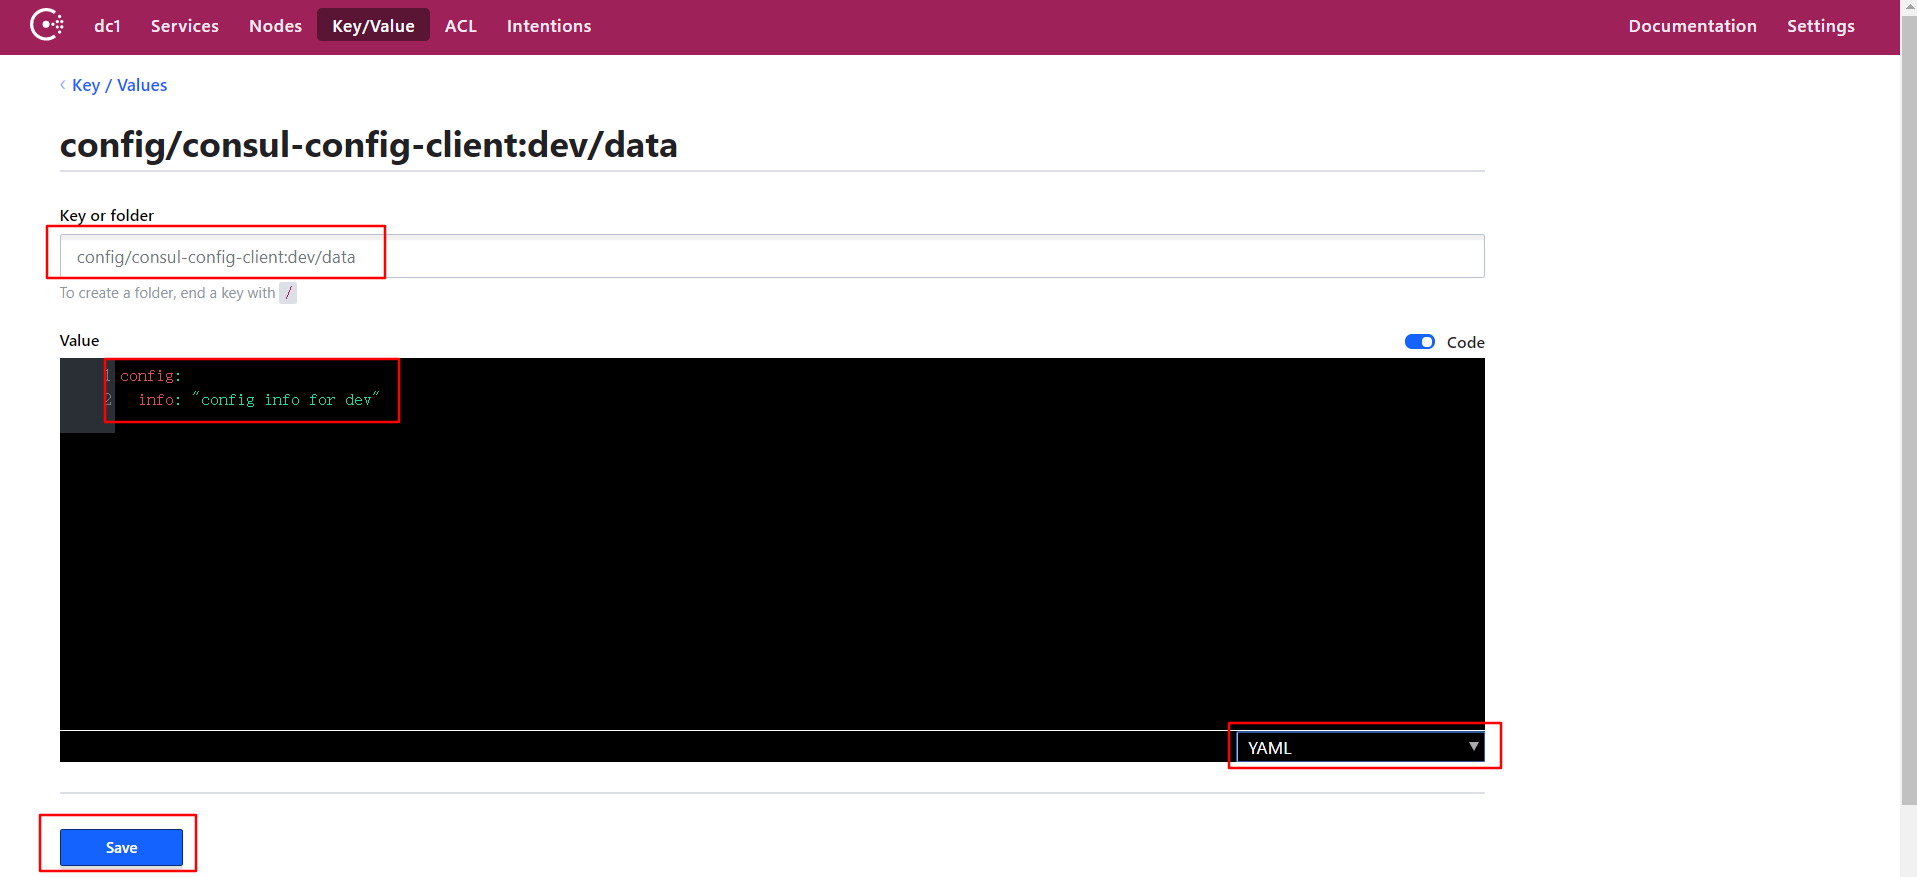 dc1 Services Nodes Key/Value ACL Intentions Documentation Settings
‹ Key / Values
config/consul-config-client:dev/data
Key or folder
config/consul-config-client:dev/data
To create a folder, end a key with /
Value Code
1 config:
2   info: "config info for dev"
YAML
Save